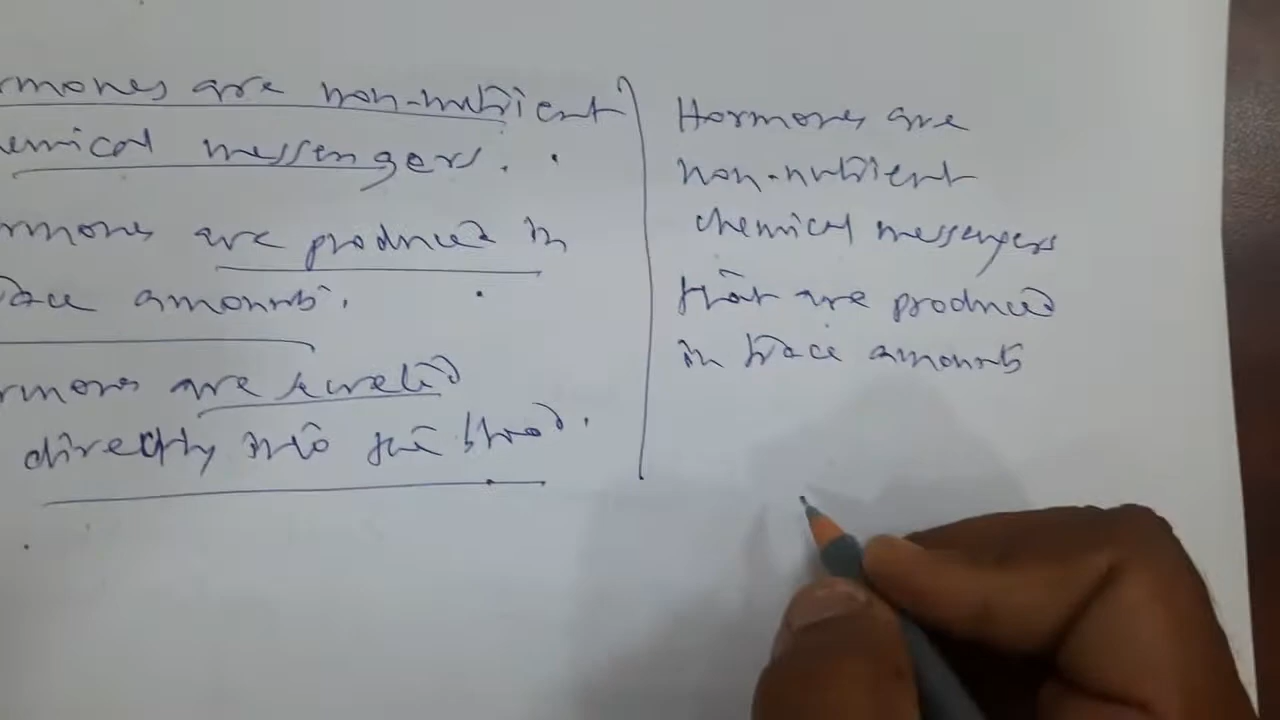 rmones are non-nutrient
emical messengers.
rmones are produced in
race amounts.
rmones are secreted
directly into the blood.
Hormones are
non-nutrient
chemical messengers
that are produced
in trace amounts